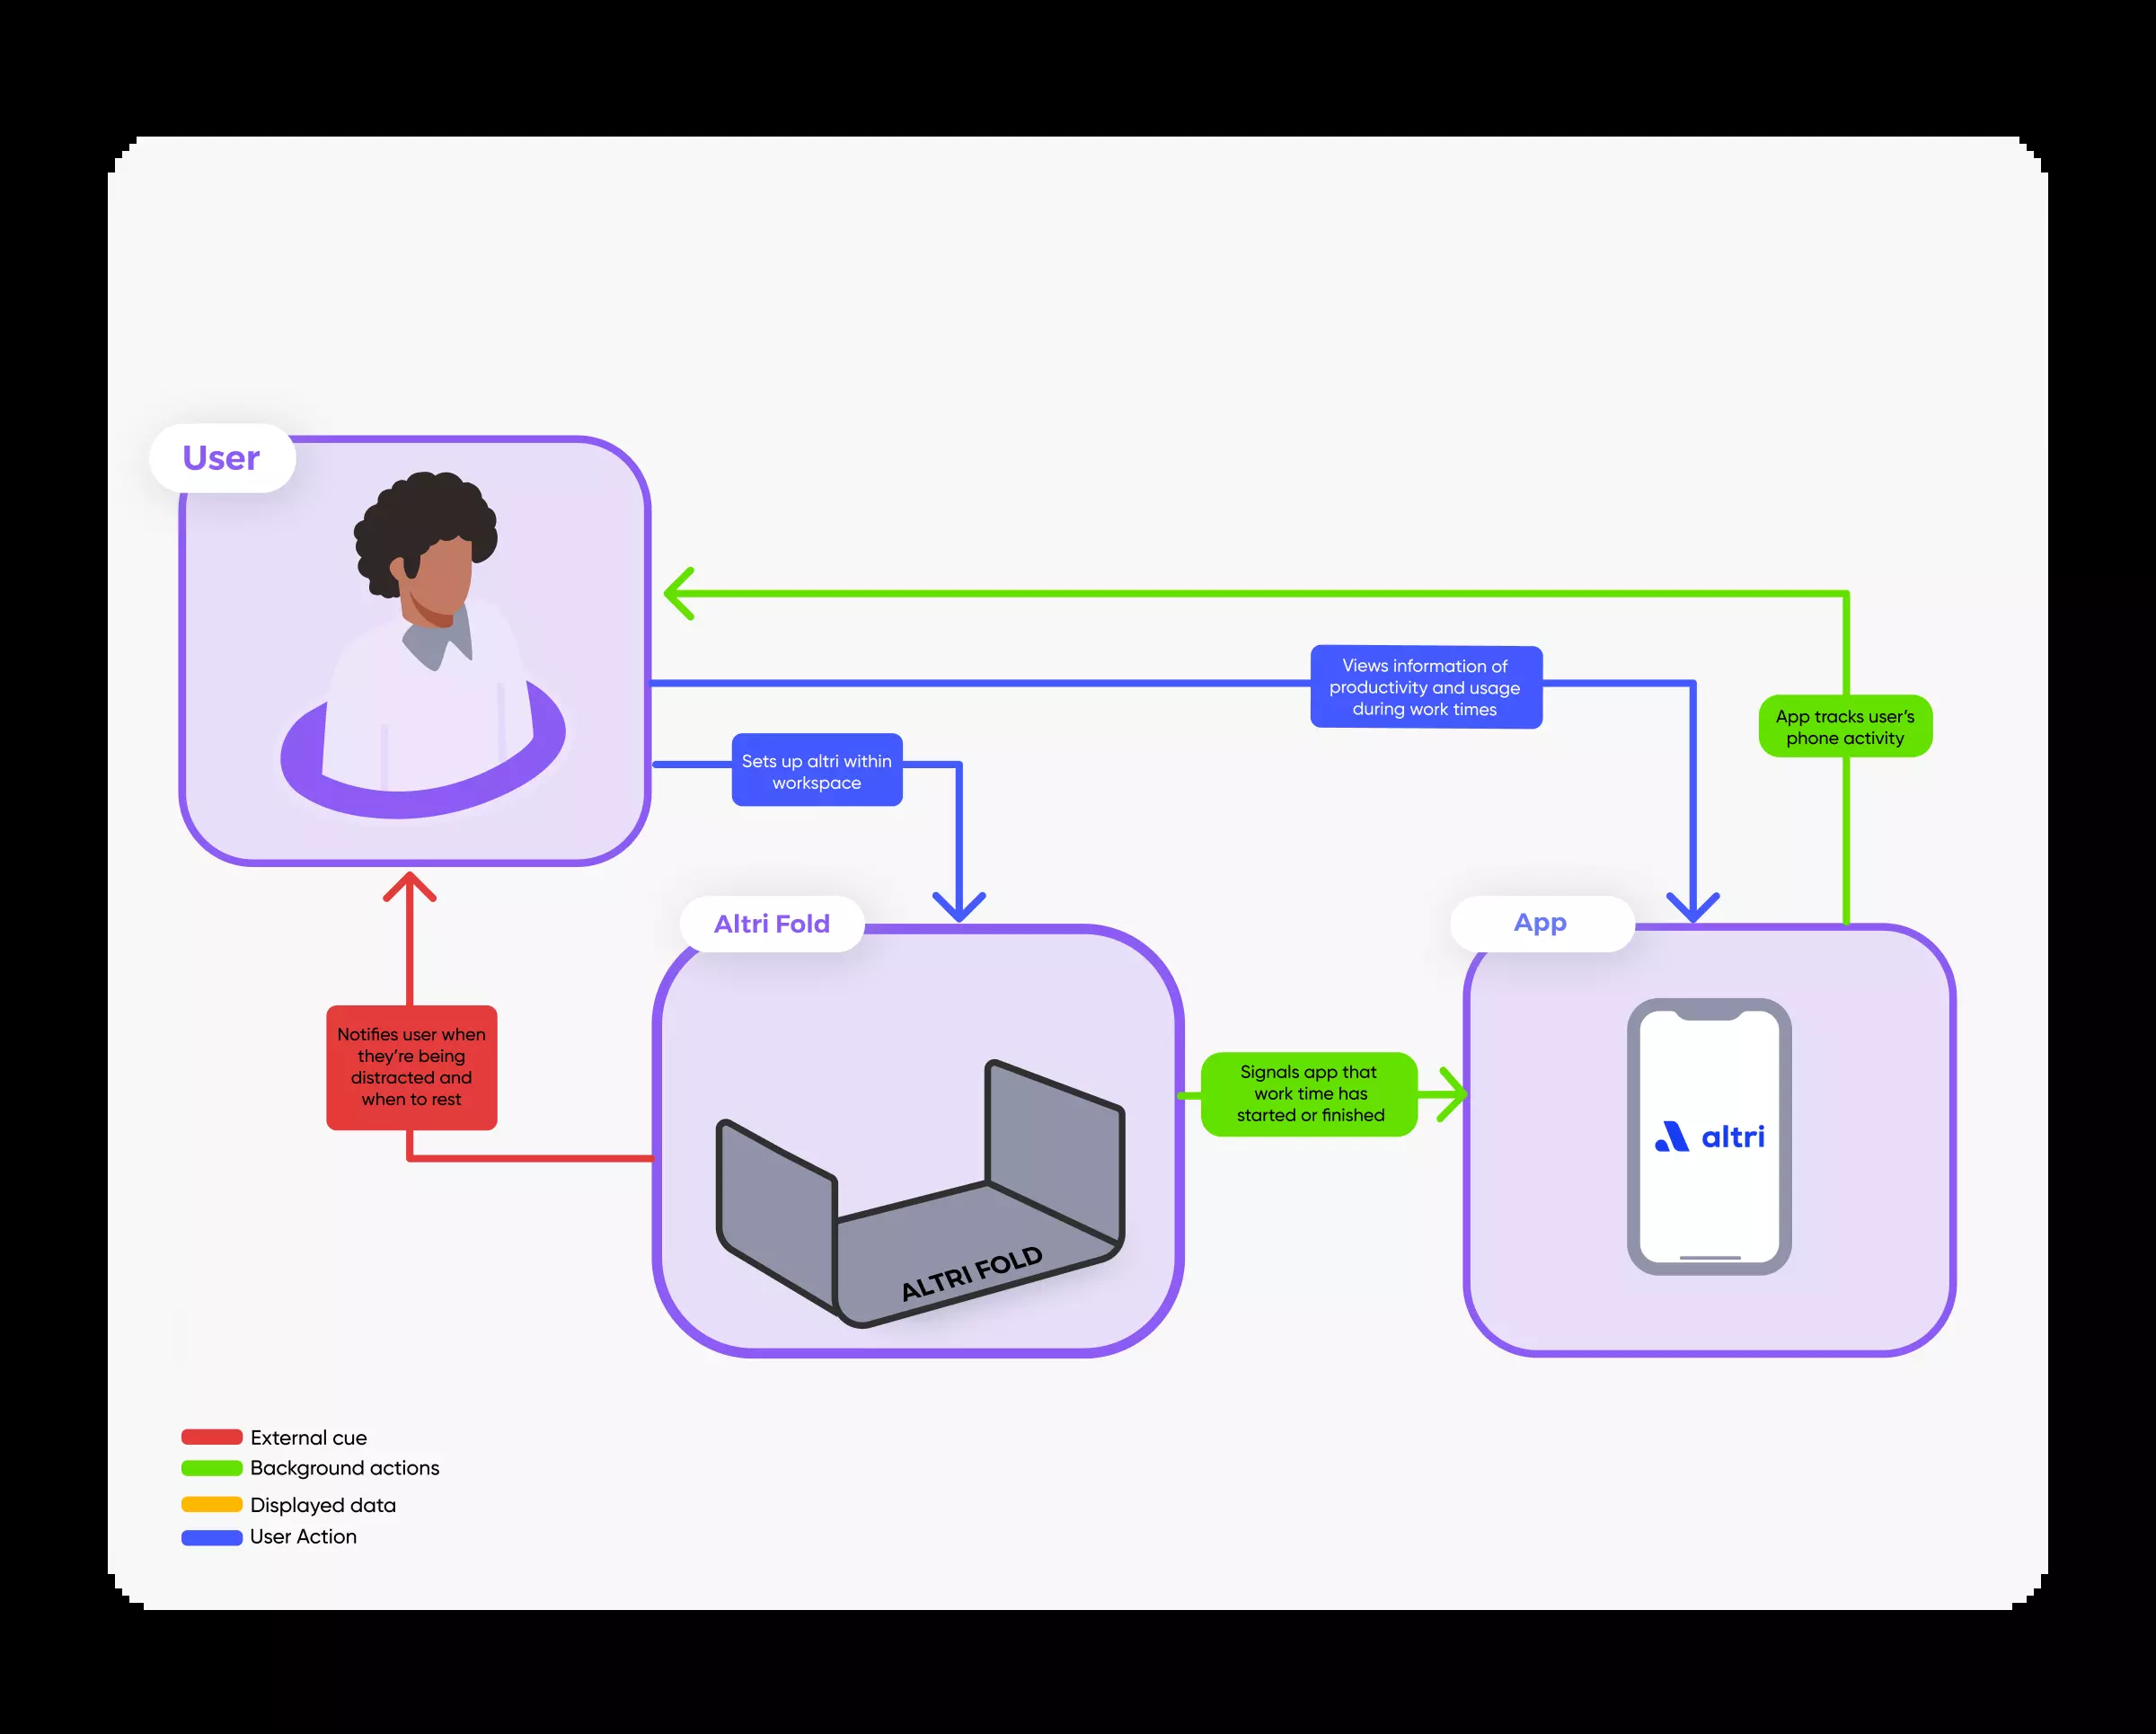 User
Views information of
productivity and usage
during work times
App tracks user's
phone activity
Sets up altri within
workspace
Altri Fold
App
Notifies user when
they're being
distracted and
when to rest
Signals app that
work time has
started or finished
altri
ALTRI FOLD
External cue
Background actions
Displayed data
User Action